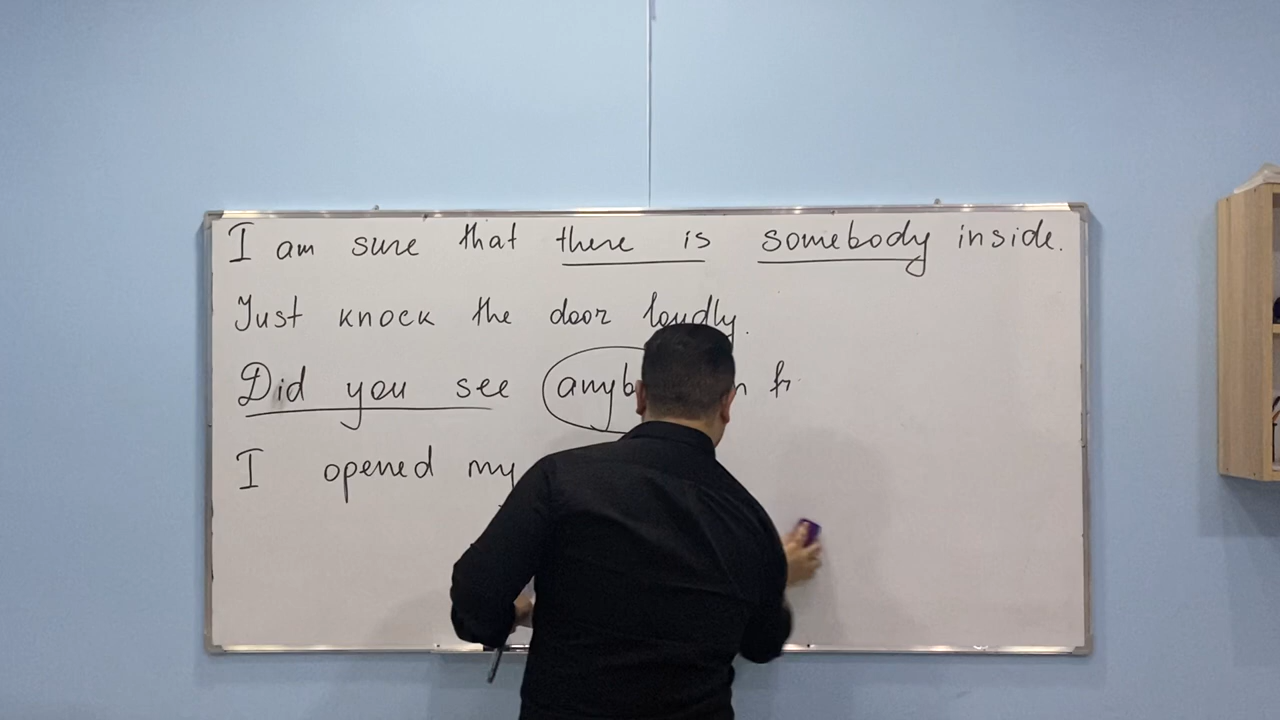 I am sure that there is somebody inside.
Just knock the door loudly.
Did you see
I opened my